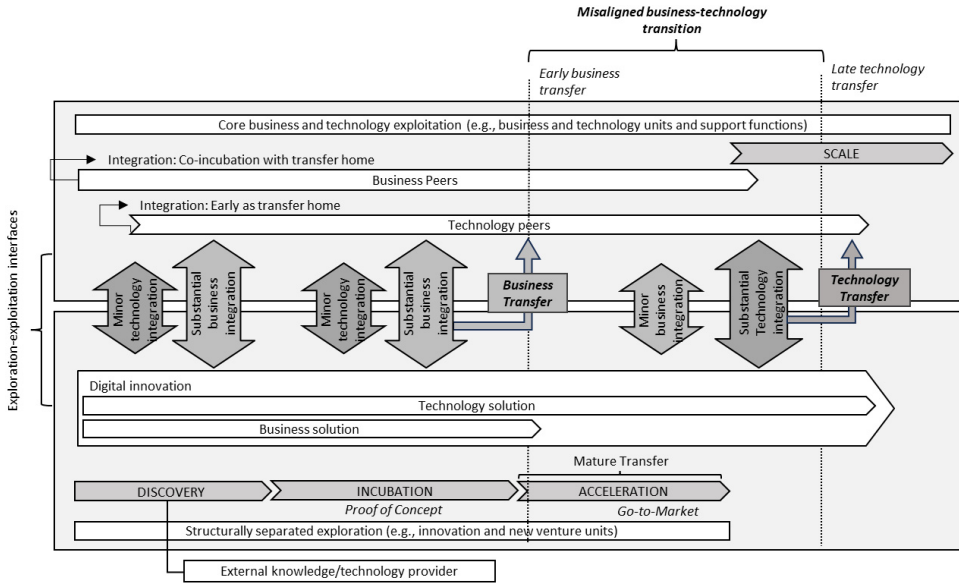 Misaligned business-technology
transition
Early business
transfer
Late technology
transfer
Core business and technology exploitation (e.g., business and technology units and support functions)
SCALE
Integration: Co-incubation with transfer home
Business Peers
Integration: Early as transfer home
Technology peers
Exploration-exploitation interfaces
Minor
technology
integration
Substantial
business
integration
Minor
technology
integration
Substantial
business
integration
Business
Transfer
Minor
business
integration
Substantial
Technology
integration
Technology
Transfer
Digital innovation
Technology solution
Business solution
Mature Transfer
DISCOVERY
INCUBATION
ACCELERATION
Proof of Concept
Go-to-Market
Structurally separated exploration (e.g., innovation and new venture units)
External knowledge/technology provider